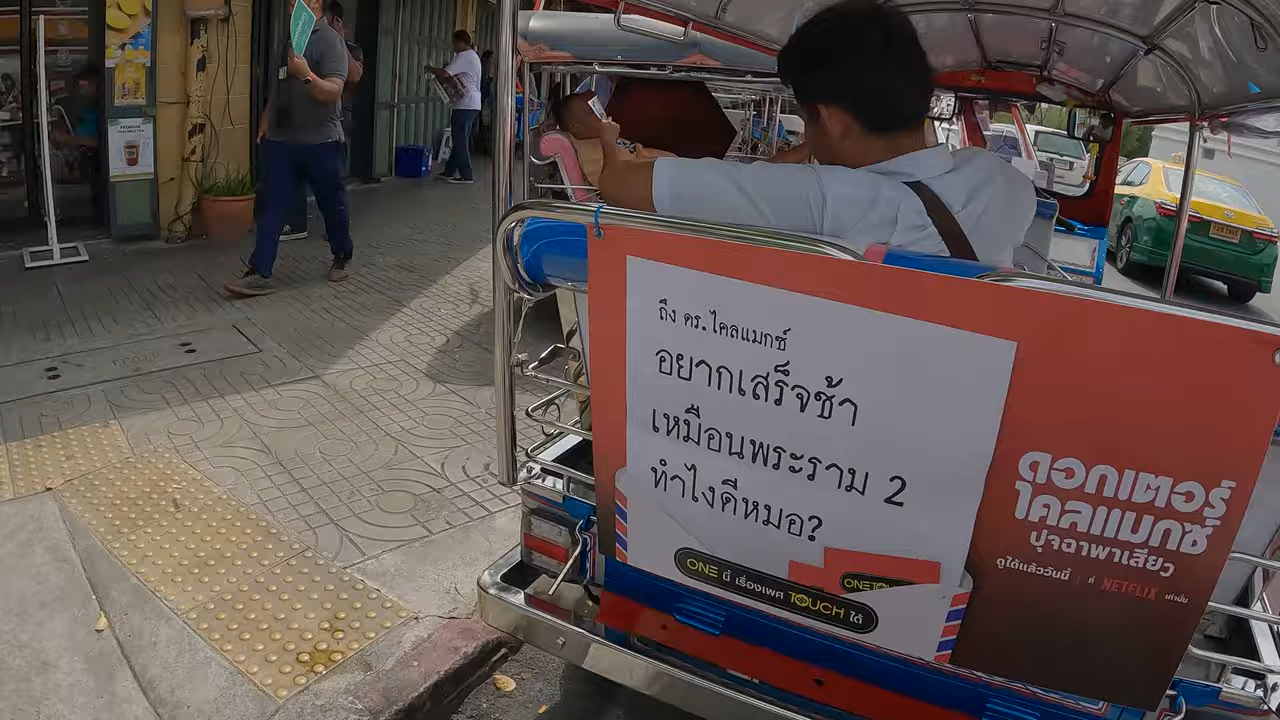 ถึง ดร.ไคลแมกซ์
อยากเสร็จช้า
เหมือนพระราม 2
ทำไงดีหมอ?
ONE นี้ เรื่องเพศ TOUCH ได้
ONE TOUCH
ดอกเตอร์
ไคลแมกซ์
ปุจฉาพาเสียว
ดูได้แล้ววันนี้ ที่ NETFLIX เท่านั้น
PREMIUM